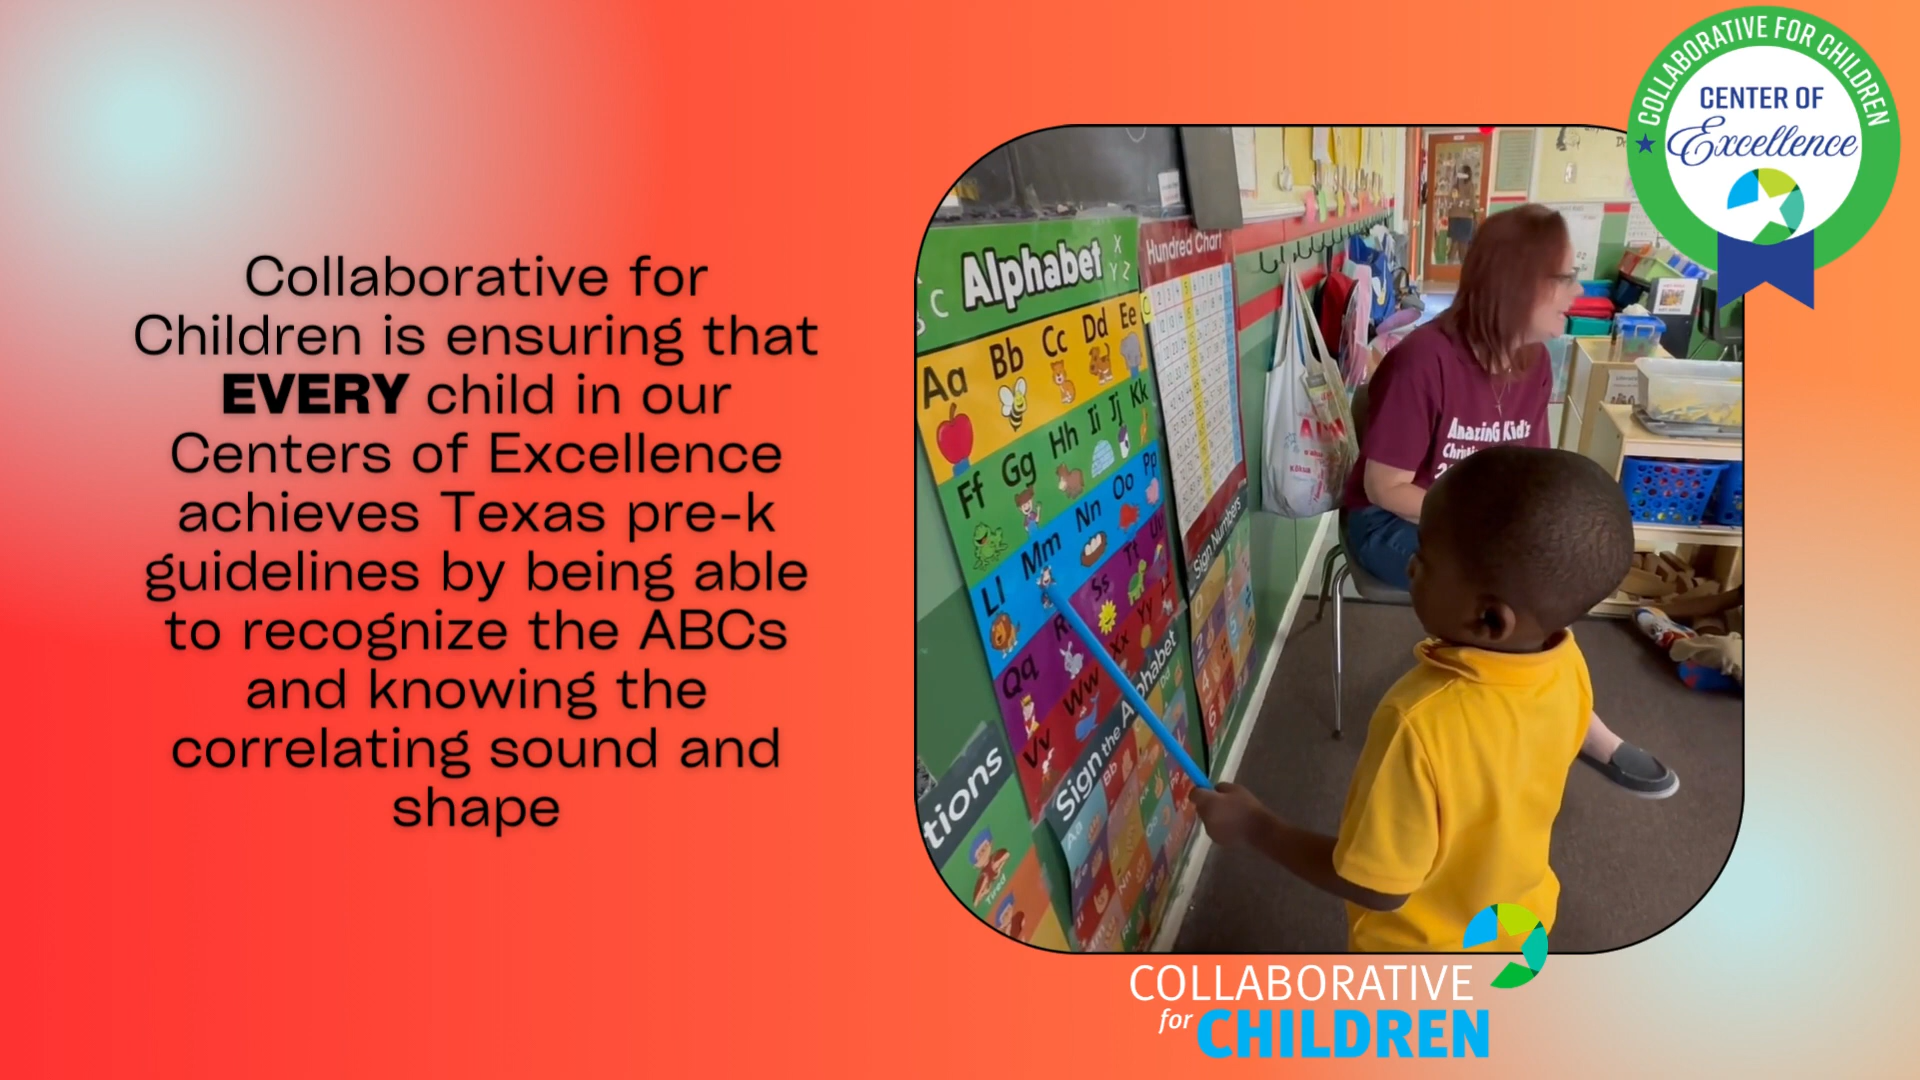 COLLABORATIVE FOR CHILDREN
CENTER OF
Excellence
Collaborative for
Children is ensuring that
EVERY child in our
Centers of Excellence
achieves Texas pre-k
guidelines by being able
to recognize the ABCs
and knowing the
correlating sound and
shape
Alphabet
Hundred Chart
Aa Bb Cc Dd Ee
Ff Gg Hh Ii Jj Kk
Ll Mm Nn Oo Pp
Qq Ss Tt Uu
Vv Ww Xx Yy
Sign Numbers
Sign the Alphabet
tions
Tired
AmazinG Kid's
COLLABORATIVE
for CHILDREN